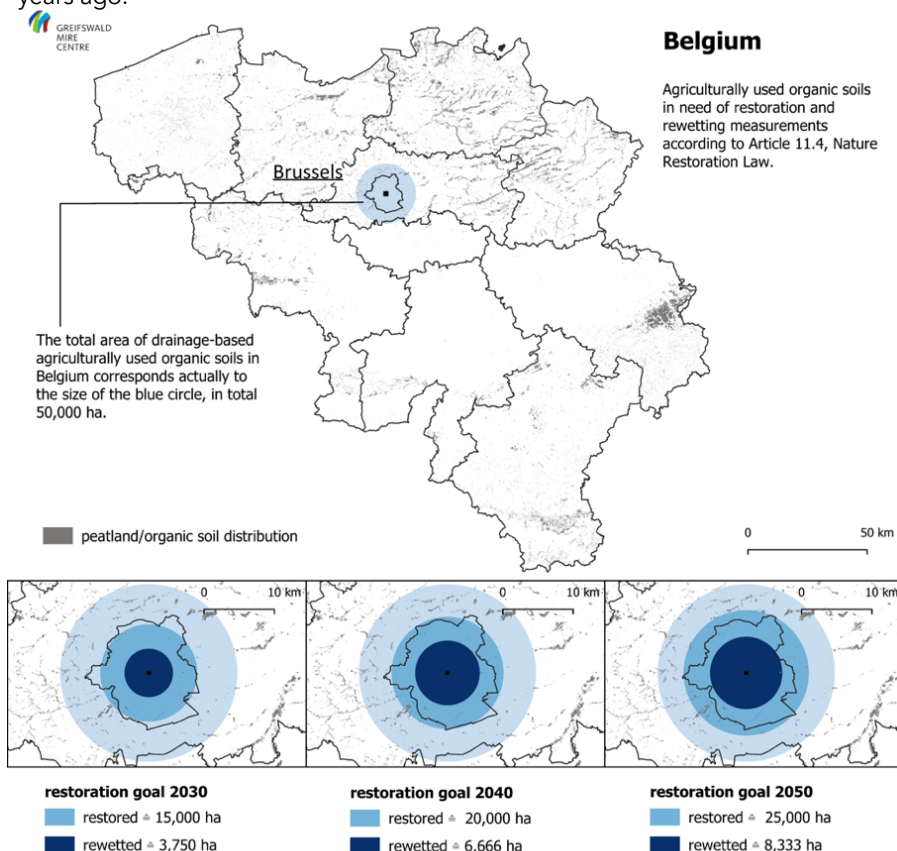 years ago.
GREIFSWALD
MIRE
CENTRE
Belgium
Agriculturally used organic soils
in need of restoration and
rewetting measurements
according to Article 11.4, Nature
Restoration Law.
Brussels
The total area of drainage-based
agriculturally used organic soils in
Belgium corresponds actually to
the size of the blue circle, in total
50,000 ha.
peatland/organic soil distribution
0 50 km
0 10 km
0 10 km
0 10 km
restoration goal 2030
restored ≙ 15,000 ha
rewetted ≙ 3,750 ha
restoration goal 2040
restored ≙ 20,000 ha
rewetted ≙ 6,666 ha
restoration goal 2050
restored ≙ 25,000 ha
rewetted ≙ 8,333 ha